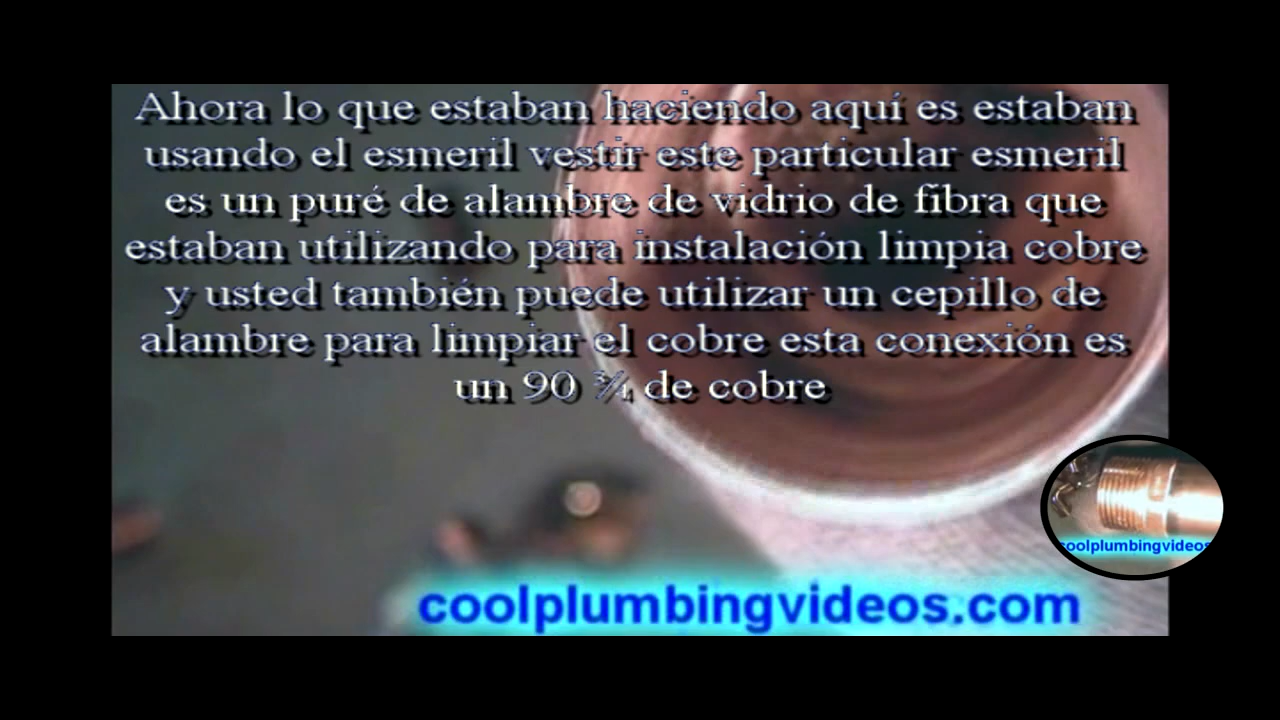 Ahora lo que estaban haciendo aquí es estaban
usando el esmeril vestir este particular esmeril
es un puré de alambre de vidrio de fibra que
estaban utilizando para instalación limpia cobre
y usted también puede utilizar un cepillo de
alambre para limpiar el cobre esta conexión es
un 90 ¾ de cobre
coolplumbingvideos
coolplumbingvideos.com